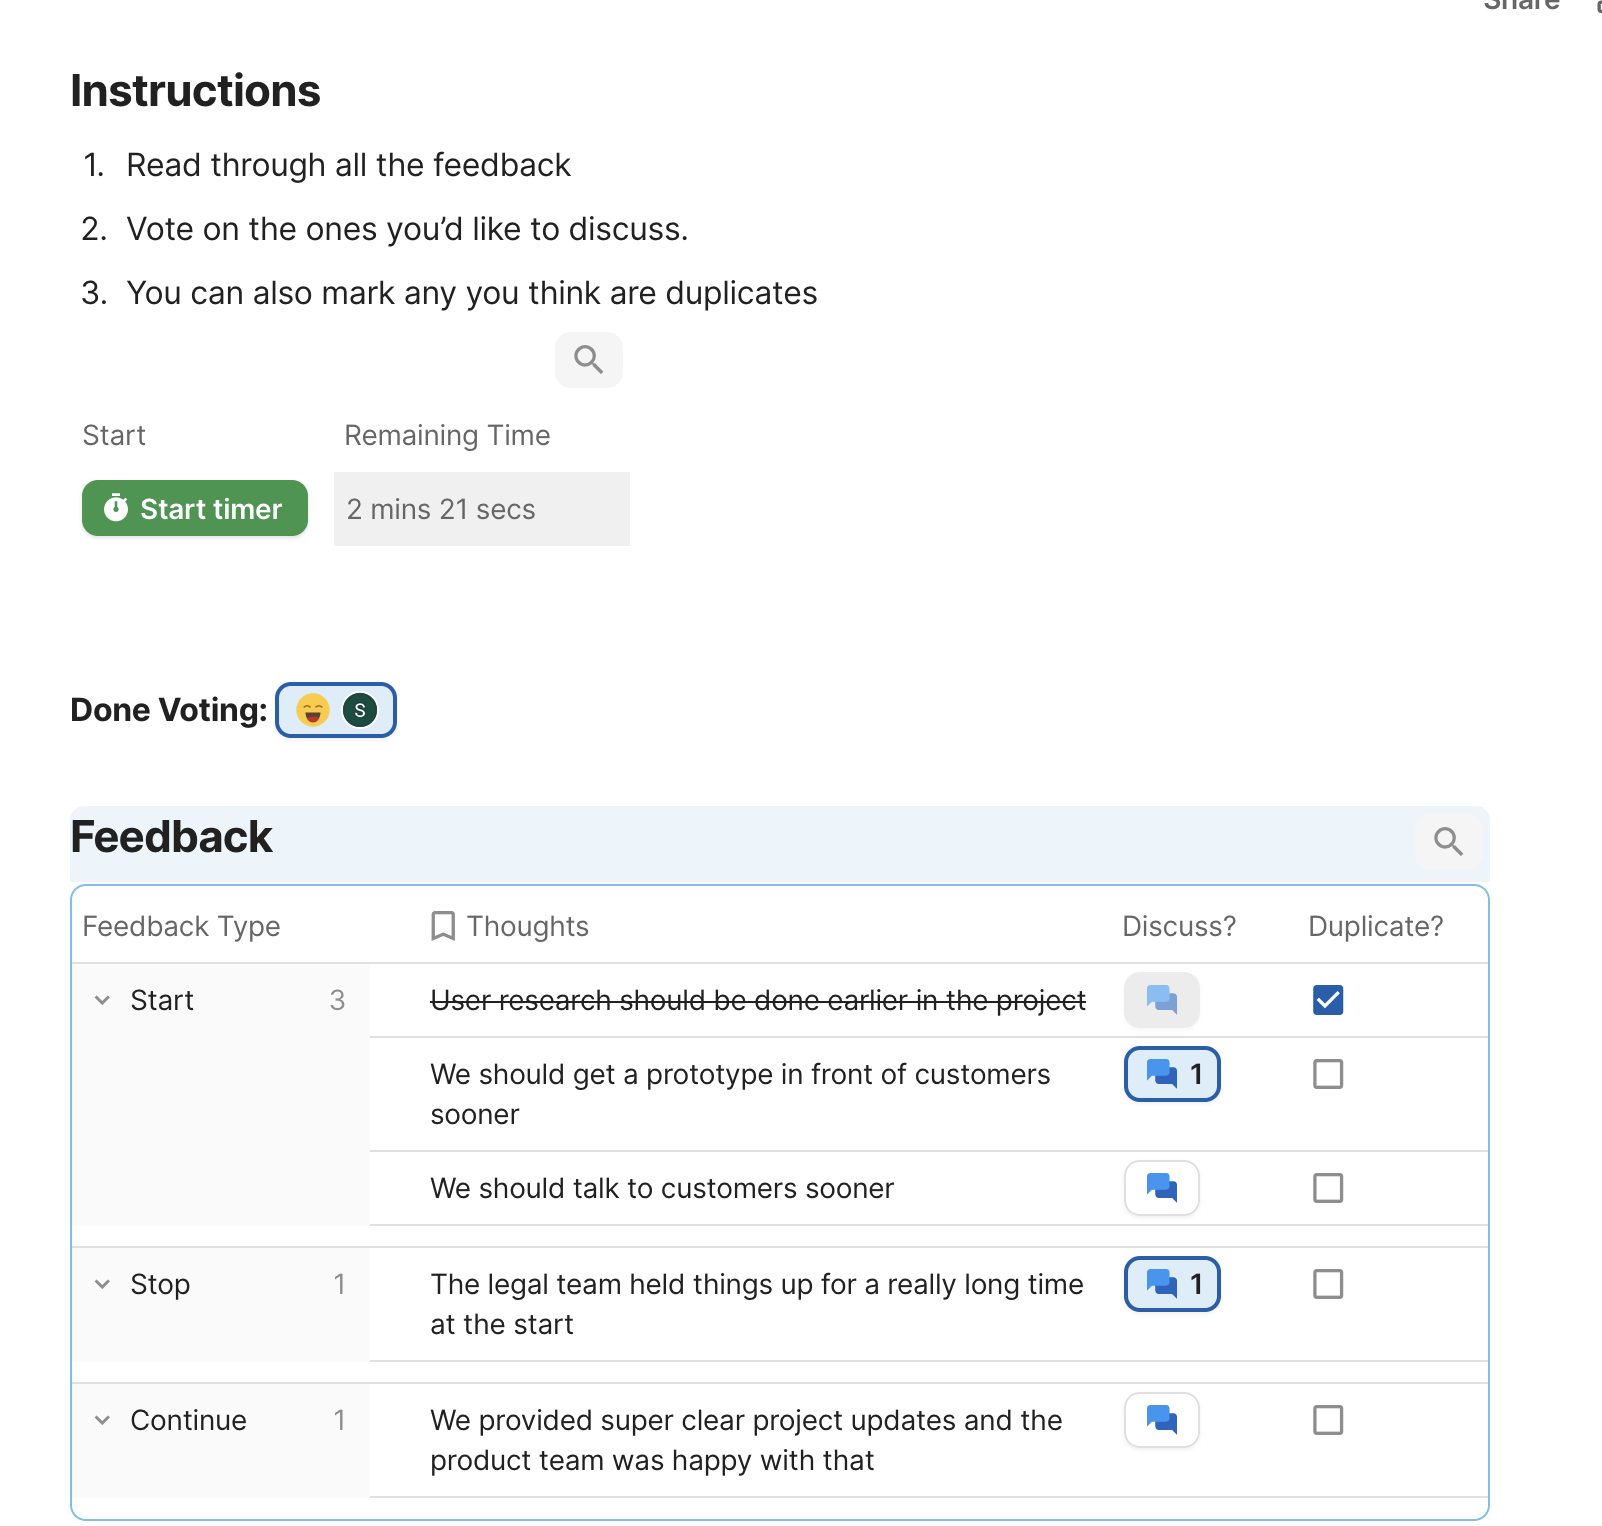 Share
Instructions
1. Read through all the feedback
2. Vote on the ones you’d like to discuss.
3. You can also mark any you think are duplicates
Start Remaining Time
Start timer 2 mins 21 secs
Done Voting: S
Feedback
Feedback Type Thoughts Discuss? Duplicate?
Start 3 User research should be done earlier in the project
We should get a prototype in front of customers 1
sooner
We should talk to customers sooner
Stop 1 The legal team held things up for a really long time 1
at the start
Continue 1 We provided super clear project updates and the
product team was happy with that